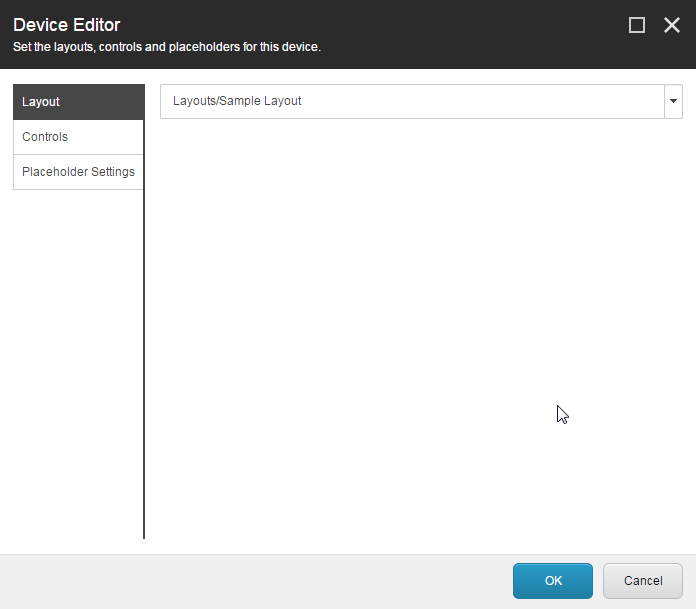 Device Editor
Set the layouts, controls and placeholders for this device.
Layout
Layouts/Sample Layout
Controls
Placeholder Settings
OK
Cancel